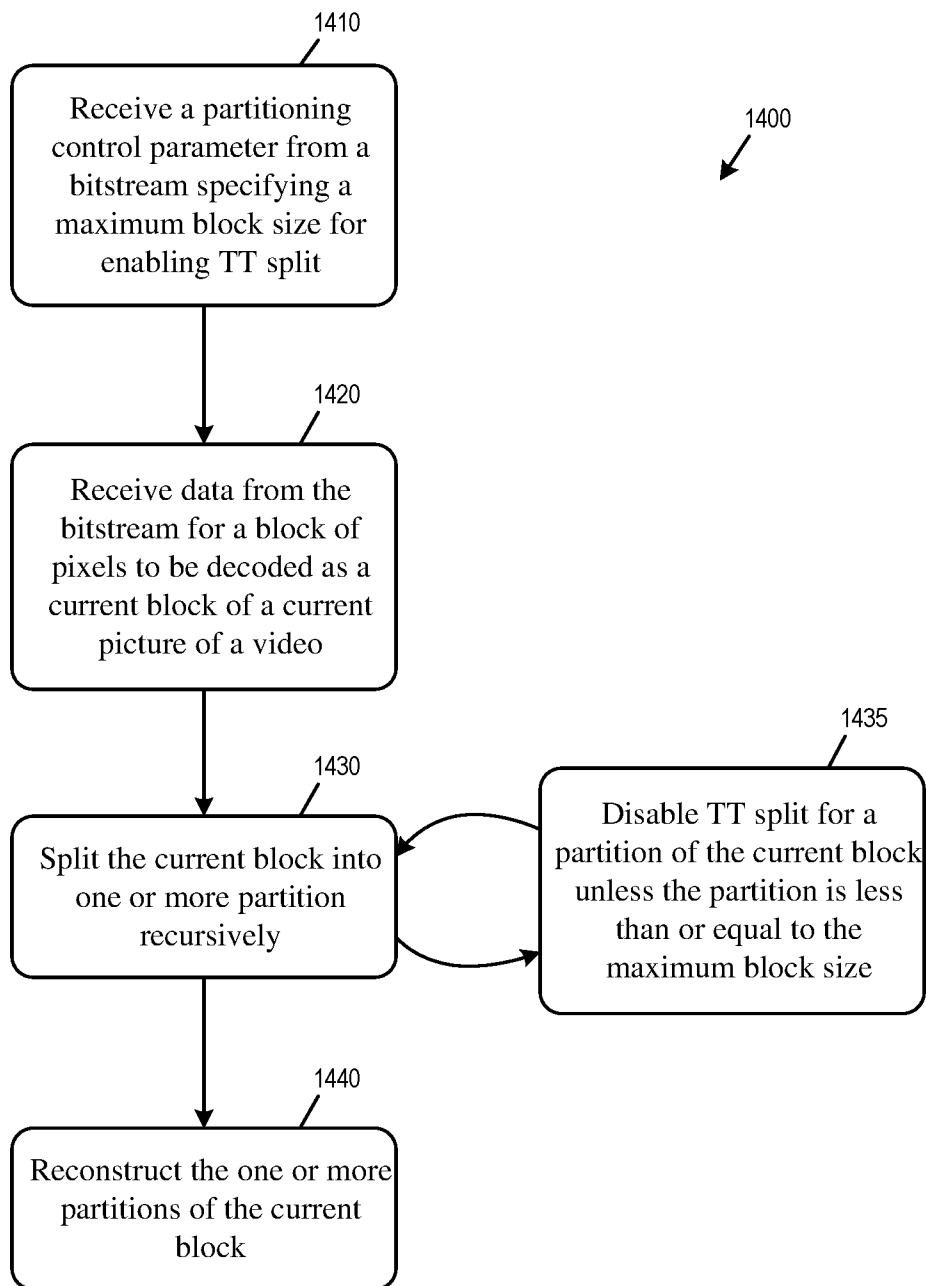 1410
Receive a partitioning
control parameter from a
bitstream specifying a
maximum block size for
enabling TT split
1400
1420
Receive data from the
bitstream for a block of
pixels to be decoded as a
current block of a current
picture of a video
1430
Split the current block into
one or more partition
recursively
1435
Disable TT split for a
partition of the current block
unless the partition is less
than or equal to the
maximum block size
1440
Reconstruct the one or more
partitions of the current
block